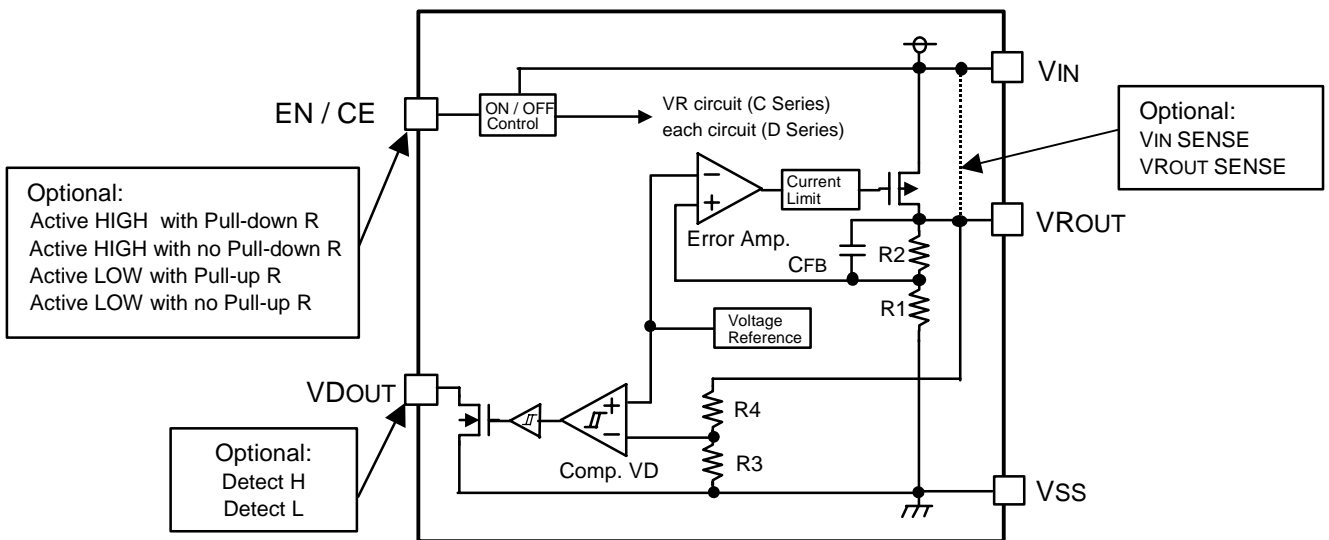 VIN
EN / CE
ON / OFF
Control
VR circuit (C Series)
each circuit (D Series)
Optional:
VIN SENSE
VROUT SENSE
Optional:
Active HIGH with Pull-down R
Active HIGH with no Pull-down R
Active LOW with Pull-up R
Active LOW with no Pull-up R
−
+
Current
Limit
Error Amp.
CFB
R2
VROUT
R1
Voltage
Reference
VDOUT
+
−
R4
Comp. VD
R3
Optional:
Detect H
Detect L
VSS